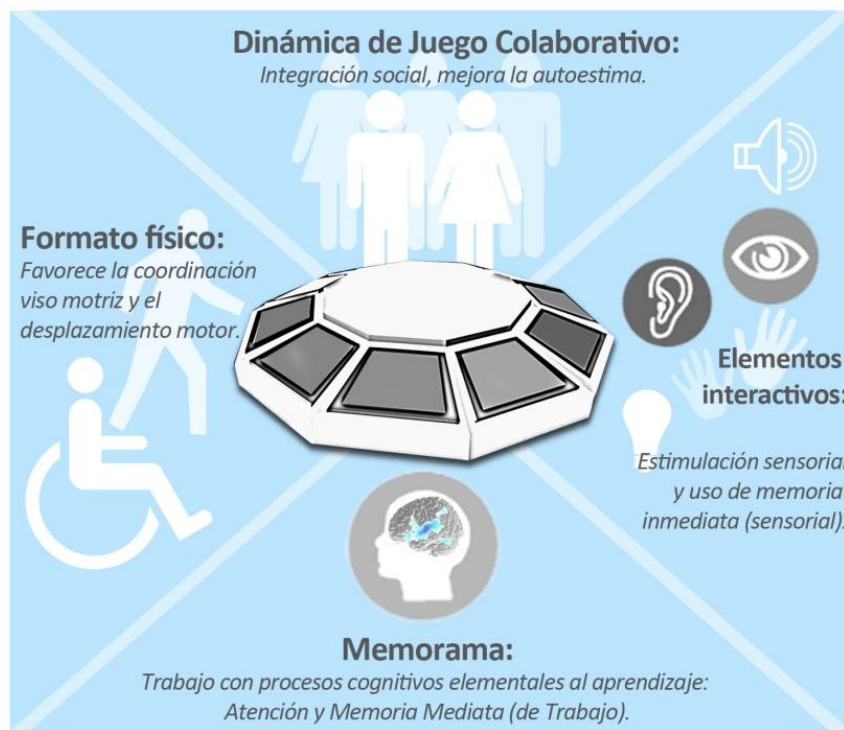 Dinámica de Juego Colaborativo:
Integración social, mejora la autoestima.
Formato físico:
Favorece la coordinación
viso motriz y el
desplazamiento motor.
Elementos
interactivos:
Estimulación sensorial
y uso de memoria
inmediata (sensorial).
Memorama:
Trabajo con procesos cognitivos elementales al aprendizaje:
Atención y Memoria Mediata (de Trabajo).